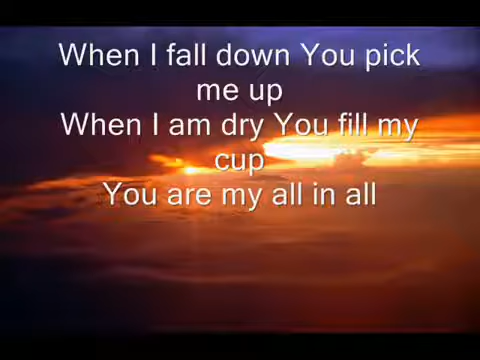 When I fall down You pick
me up
When I am dry You fill my
cup
You are my all in all